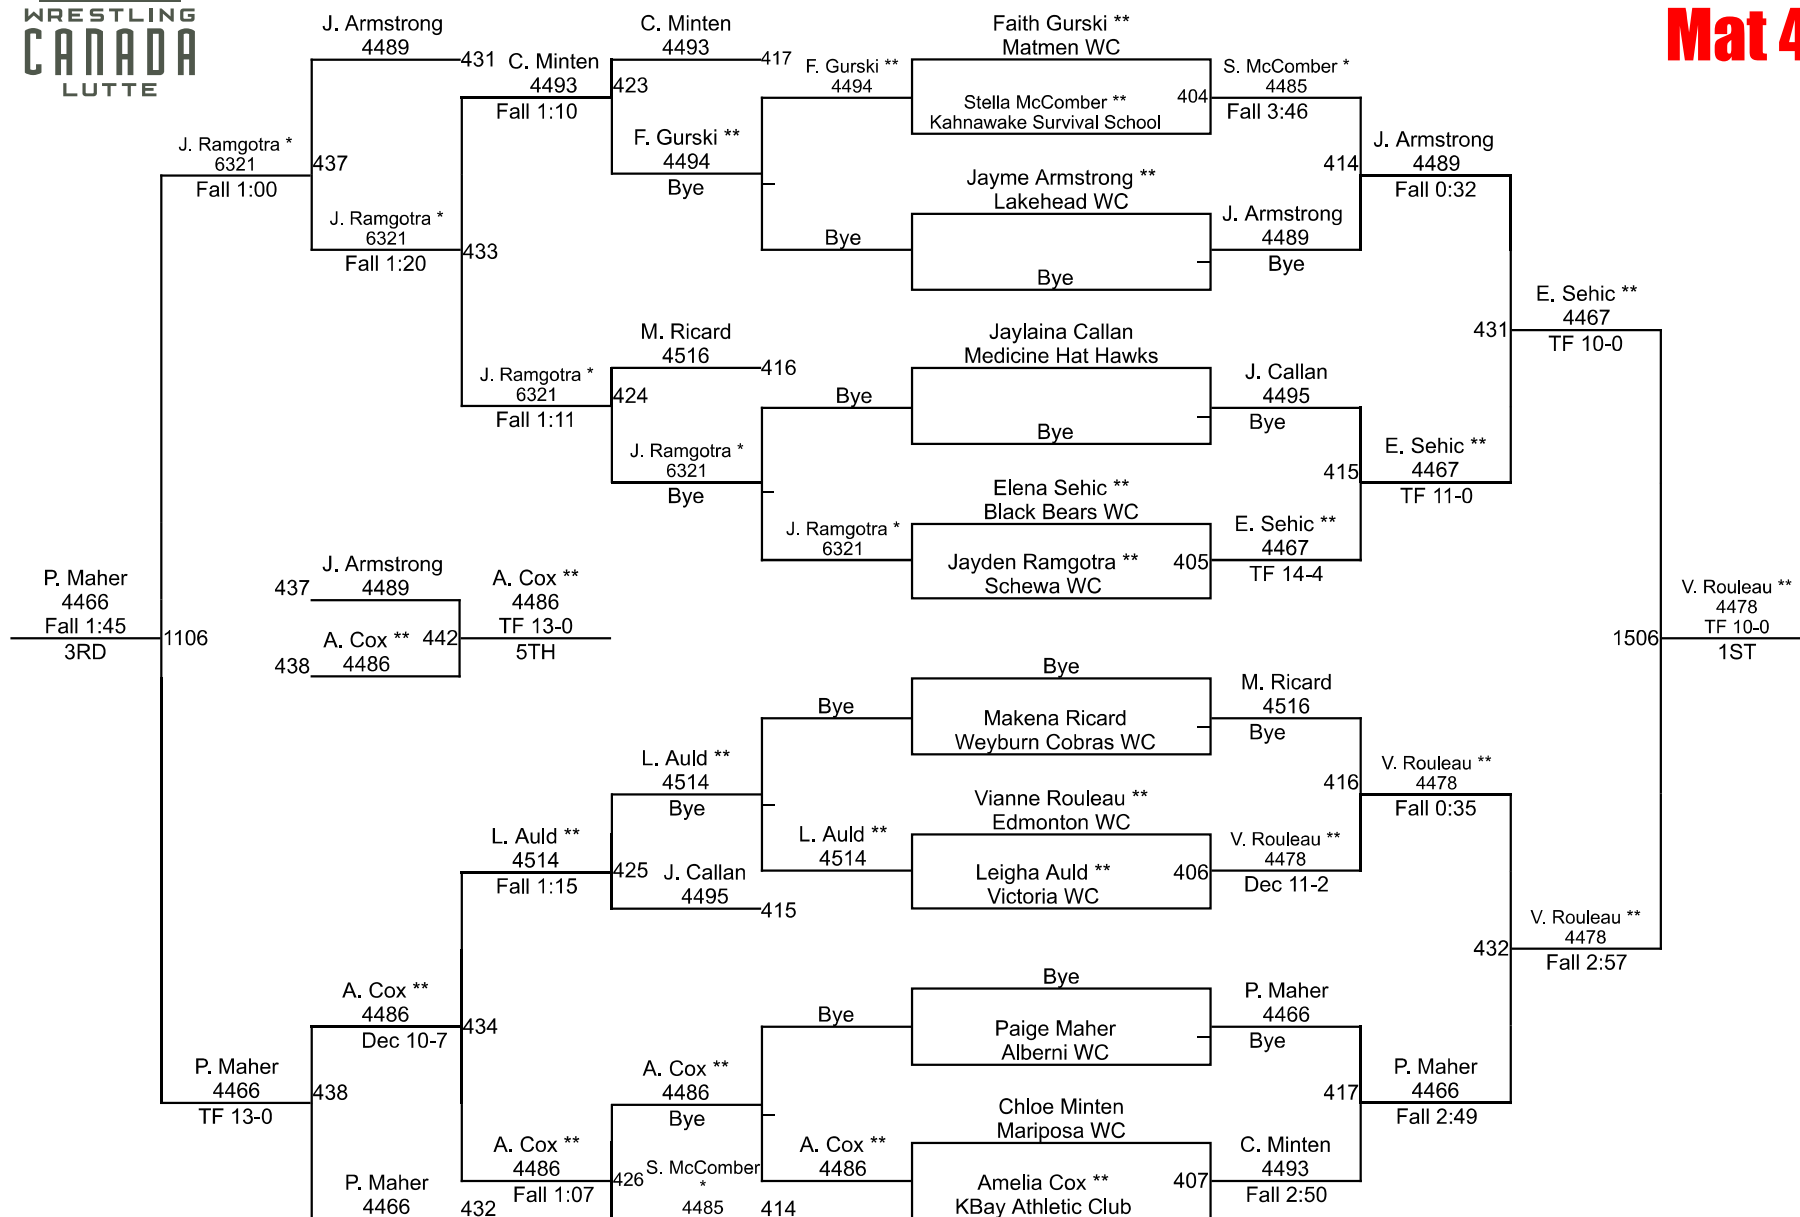 WRESTLING
CANADA
LUTTE
Mat 4
J. Armstrong
4489
431
C. Minten
4493
Fall 1:10
C. Minten
4493
417
423
F. Gurski **
4494
Bye
F. Gurski **
4494
Faith Gurski **
Matmen WC
Stella McComber **
Kahnawake Survival School
404
S. McComber *
4485
Fall 3:46
J. Ramgotra *
6321
Fall 1:00
437
J. Ramgotra *
6321
Fall 1:20
433
Bye
Jayme Armstrong **
Lakehead WC
Bye
J. Armstrong
4489
Bye
414
J. Armstrong
4489
Fall 0:32
M. Ricard
4516
416
J. Ramgotra *
6321
Fall 1:11
424
J. Ramgotra *
6321
Bye
Bye
Jaylaina Callan
Medicine Hat Hawks
Bye
J. Callan
4495
Bye
431
E. Sehic **
4467
TF 10-0
J. Ramgotra *
6321
Elena Sehic **
Black Bears WC
Jayden Ramgotra **
Schewa WC
405
E. Sehic **
4467
TF 14-4
415
E. Sehic **
4467
TF 11-0
P. Maher
4466
Fall 1:45
3RD
1106
437
J. Armstrong
4489
438
A. Cox **
4486
442
A. Cox **
4486
TF 13-0
5TH
1506
V. Rouleau **
4478
TF 10-0
1ST
Bye
Bye
Makena Ricard
Weyburn Cobras WC
M. Ricard
4516
Bye
L. Auld **
4514
Bye
L. Auld **
4514
Fall 1:15
425
J. Callan
4495
415
L. Auld **
4514
Vianne Rouleau **
Edmonton WC
Leigha Auld **
Victoria WC
406
V. Rouleau **
4478
Dec 11-2
416
V. Rouleau **
4478
Fall 0:35
432
V. Rouleau **
4478
Fall 2:57
A. Cox **
4486
Dec 10-7
434
Bye
Bye
Paige Maher
Alberni WC
P. Maher
4466
Bye
P. Maher
4466
TF 13-0
438
A. Cox **
4486
Bye
417
P. Maher
4466
Fall 2:49
P. Maher
4466
432
A. Cox **
4486
Fall 1:07
426
S. McComber
*
4485
414
A. Cox **
4486
Chloe Minten
Mariposa WC
Amelia Cox **
KBay Athletic Club
407
C. Minten
4493
Fall 2:50